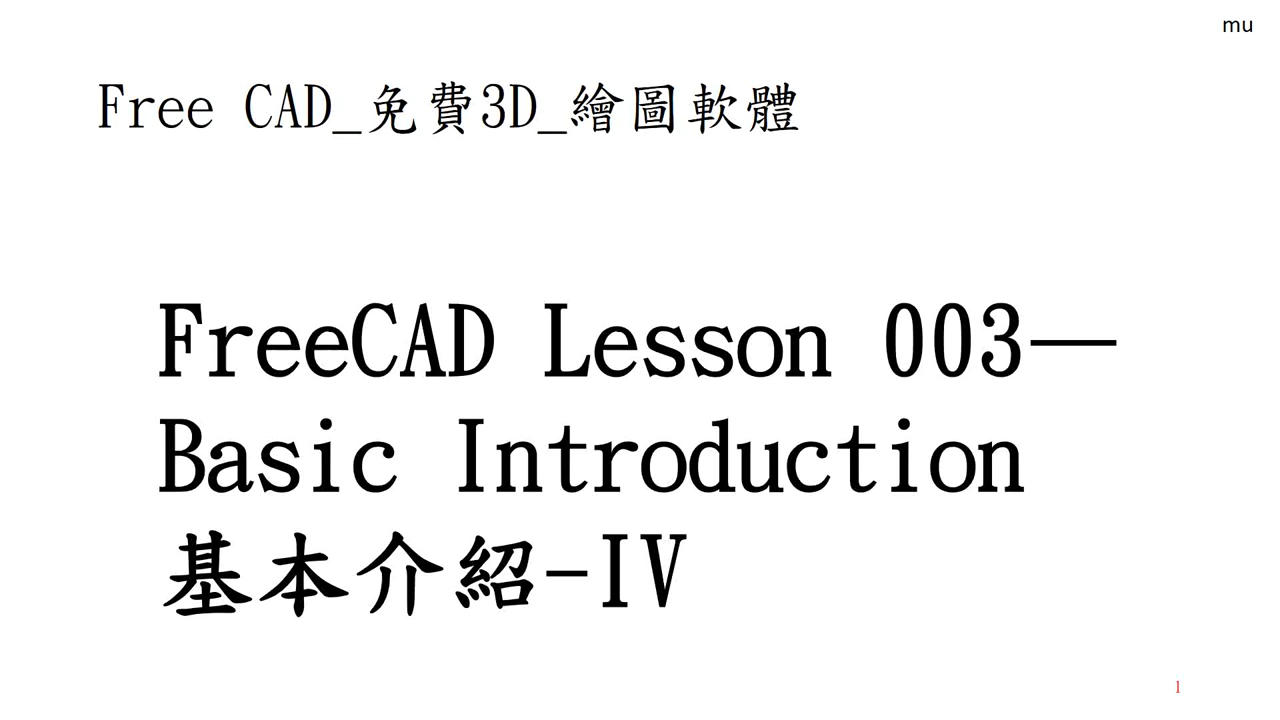 mu
Free CAD_免費3D_繪圖軟體
FreeCAD Lesson 003—
Basic Introduction
基本介紹-IV
1